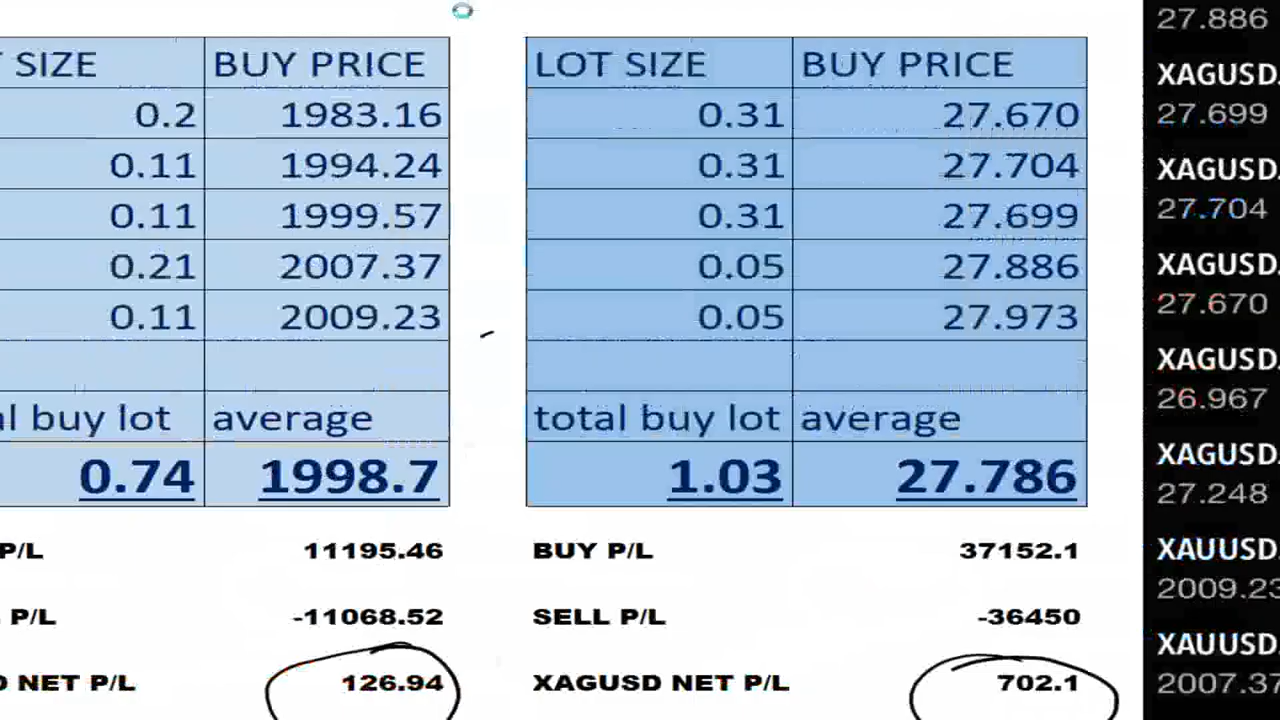 T SIZE BUY PRICE
0.2 1983.16
0.11 1994.24
0.11 1999.57
0.21 2007.37
0.11 2009.23
al buy lot average
0.74 1998.7
P/L 11195.46
P/L -11068.52
D NET P/L 126.94
LOT SIZE BUY PRICE
0.31 27.670
0.31 27.704
0.31 27.699
0.05 27.886
0.05 27.973
total buy lot average
1.03 27.786
BUY P/L 37152.1
SELL P/L -36450
XAGUSD NET P/L 702.1
27.886
XAGUSD.
27.699
XAGUSD.
27.704
XAGUSD.
27.670
XAGUSD.
26.967
XAGUSD.
27.248
XAUUSD.
2009.23
XAUUSD.
2007.37